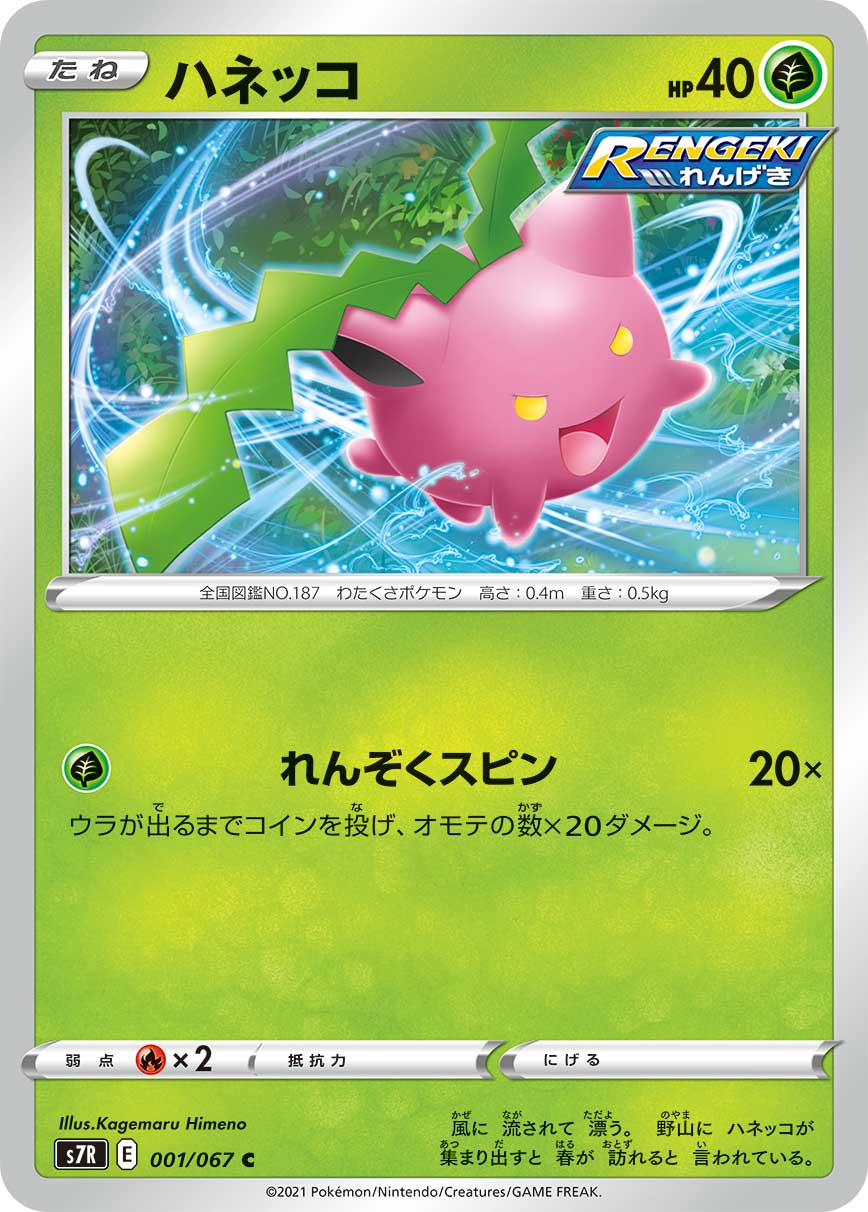 たね
ハネッコ
HP40
RENGEKI
れんげき
全国図鑑NO.187 わたくさポケモン 高さ:0.4m 重さ:0.5kg
れんぞくスピン 20×
ウラが出るまでコインを投げ、オモテの数×20ダメージ。
弱点 ×2 抵抗力 にげる
Illus.Kagemaru Himeno
風に 流されて 漂う。 野山に ハネッコが
集まり出すと 春が 訪れると 言われている。
s7R E 001/067 C
©2021 Pokémon/Nintendo/Creatures/GAME FREAK.